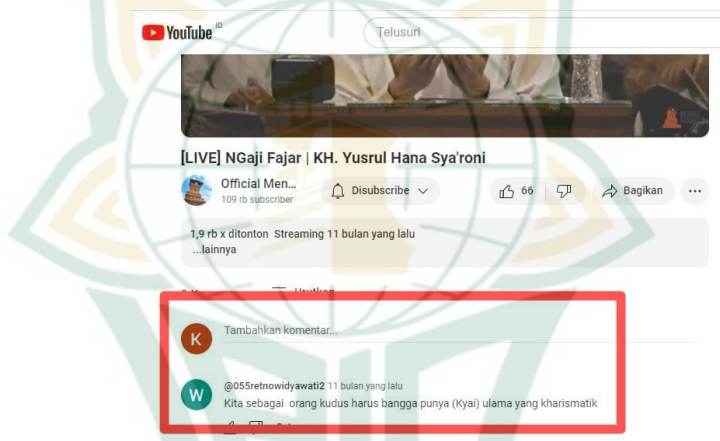 YouTube ID
Telusuri
[LIVE] NGaji Fajar | KH. Yusrul Hana Sya'roni
Official Men...
109 rb subscriber
Disubscribe
66
Bagikan
1,9 rb x ditonton Streaming 11 bulan yang lalu
...lainnya
Urutkan
K
Tambahkan komentar...
W
@055retnowidyawati2 11 bulan yang lalu
Kita sebagai orang kudus harus bangga punya (Kyai) ulama yang kharismatik